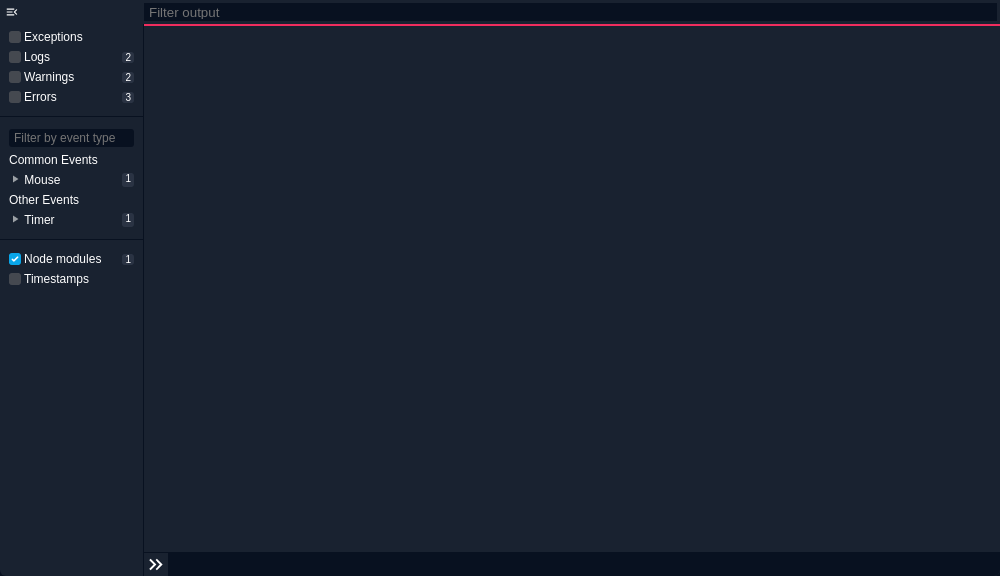 Filter output
Exceptions
Logs 2
Warnings 2
Errors 3
Filter by event type
Common Events
Mouse 1
Other Events
Timer 1
Node modules 1
Timestamps